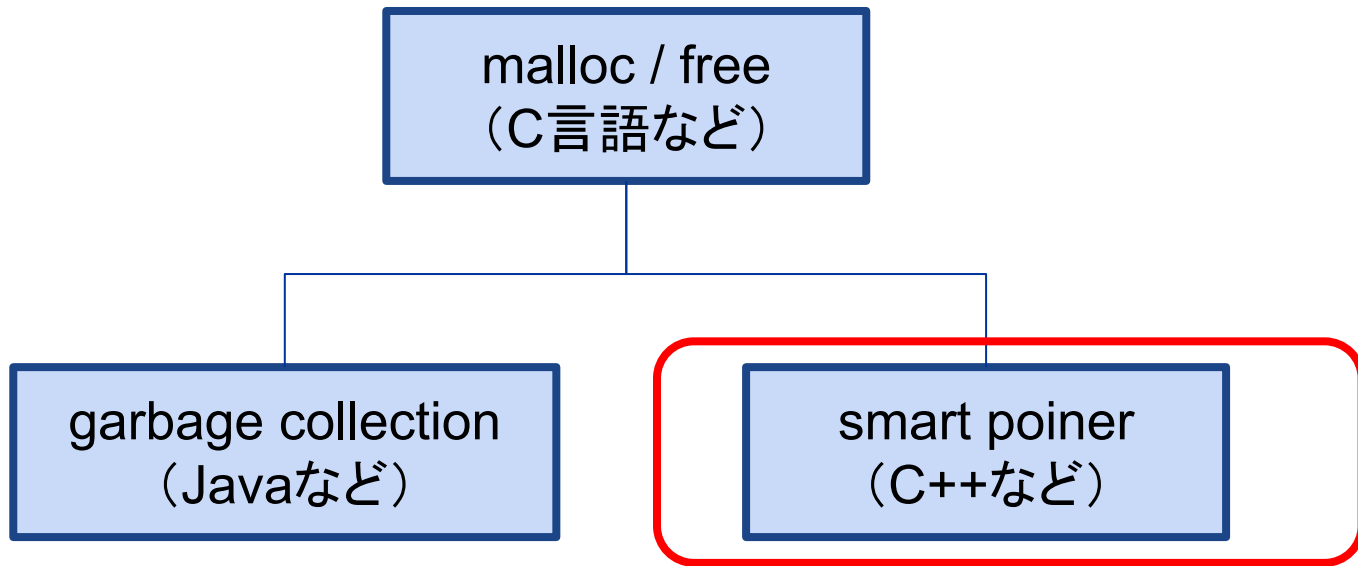 malloc / free
（C言語など）
garbage collection
（Javaなど）
smart poiner
（C++など）